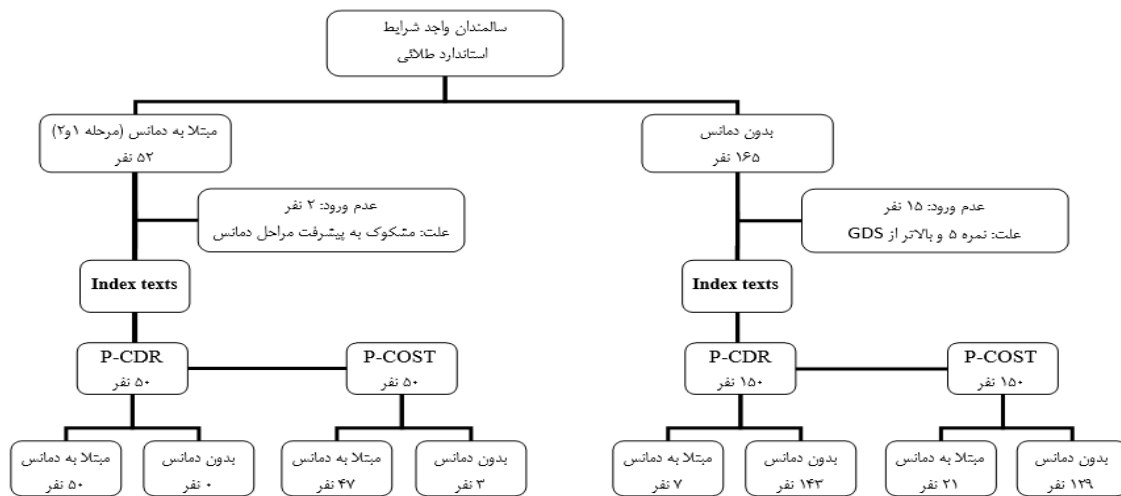 سالمندان واجد شرایط
استاندارد طلائی
بدون دمانس
۱۶۵ نفر
مبتلا به دمانس (مرحله ۱و۲)
۵۲ نفر
عدم ورود: ۱۵ نفر
علت: نمره ۵ و بالاتر از GDS
عدم ورود: ۲ نفر
علت: مشکوک به پیشرفت مراحل دمانس
Index texts
Index texts
P-COST
۱۵۰ نفر
P-CDR
۱۵۰ نفر
P-COST
۵۰ نفر
P-CDR
۵۰ نفر
بدون دمانس
۱۲۹ نفر
مبتلا به دمانس
۲۱ نفر
بدون دمانس
۱۴۳ نفر
مبتلا به دمانس
۷ نفر
بدون دمانس
۳ نفر
مبتلا به دمانس
۴۷ نفر
بدون دمانس
۰ نفر
مبتلا به دمانس
۵۰ نفر